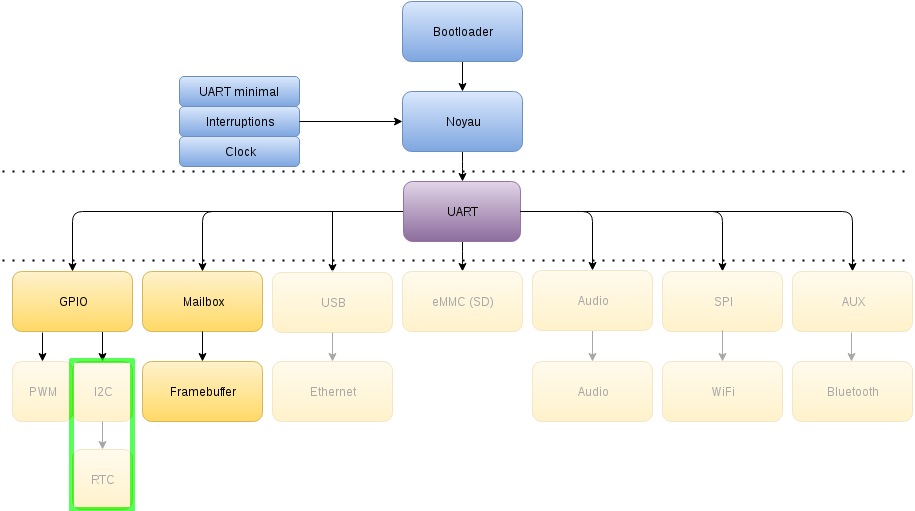 Bootloader
UART minimal
Interruptions
Clock
Noyau
UART
GPIO
Mailbox
USB
eMMC (SD)
Audio
SPI
AUX
PWM
I2C
Framebuffer
Ethernet
Audio
WiFi
Bluetooth
RTC